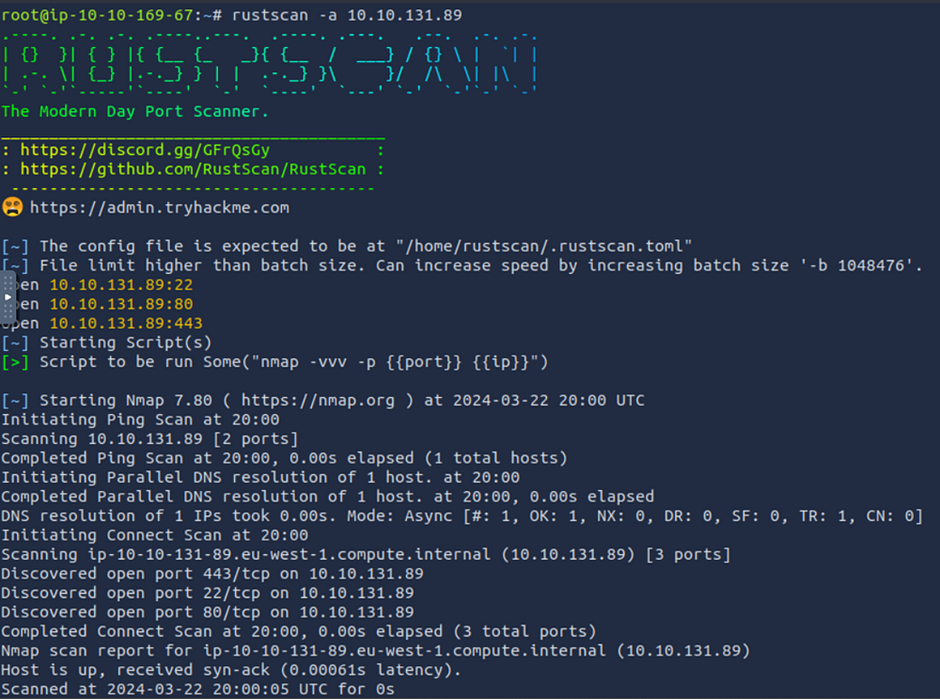 root@ip-10-10-169-67:~# rustscan -a 10.10.131.89
.----. .-. .-. .----..---.  .----. .---.   .--.  .-. .-.
| {}  }| { } |{ {__ {_   _}{ {__  /  ___} / {} \ |  `| |
| .-. \| {_} |.-._} } | |  .-._} }\     }/  /\  \| |\  |
`-' `-'`-----'`----'  `-'  `----'  `---' `-'  `-'`-' `-'
The Modern Day Port Scanner.
________________________________________
: https://discord.gg/GFrQsGy           :
: https://github.com/RustScan/RustScan :
 --------------------------------------
https://admin.tryhackme.com
[~] The config file is expected to be at "/home/rustscan/.rustscan.toml"
[~] File limit higher than batch size. Can increase speed by increasing batch size '-b 1048476'.
en 10.10.131.89:22
en 10.10.131.89:80
Open 10.10.131.89:443
[~] Starting Script(s)
[>] Script to be run Some("nmap -vvv -p {{port}} {{ip}}")
[~] Starting Nmap 7.80 ( https://nmap.org ) at 2024-03-22 20:00 UTC
Initiating Ping Scan at 20:00
Scanning 10.10.131.89 [2 ports]
Completed Ping Scan at 20:00, 0.00s elapsed (1 total hosts)
Initiating Parallel DNS resolution of 1 host. at 20:00
Completed Parallel DNS resolution of 1 host. at 20:00, 0.00s elapsed
DNS resolution of 1 IPs took 0.00s. Mode: Async [#: 1, OK: 1, NX: 0, DR: 0, SF: 0, TR: 1, CN: 0]
Initiating Connect Scan at 20:00
Scanning ip-10-10-131-89.eu-west-1.compute.internal (10.10.131.89) [3 ports]
Discovered open port 443/tcp on 10.10.131.89
Discovered open port 22/tcp on 10.10.131.89
Discovered open port 80/tcp on 10.10.131.89
Completed Connect Scan at 20:00, 0.00s elapsed (3 total ports)
Nmap scan report for ip-10-10-131-89.eu-west-1.compute.internal (10.10.131.89)
Host is up, received syn-ack (0.00061s latency).
Scanned at 2024-03-22 20:00:05 UTC for 0s